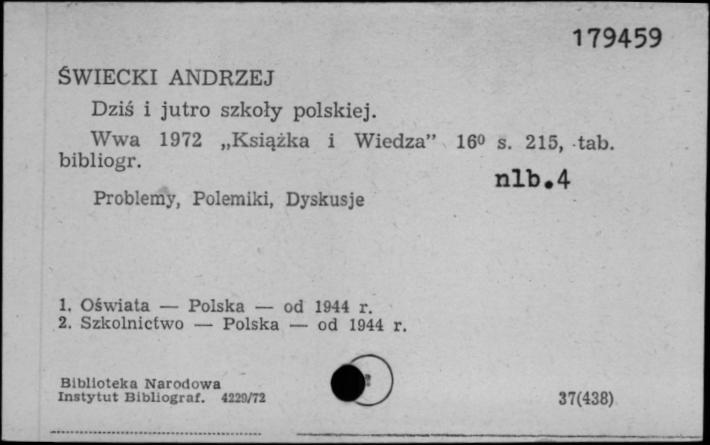 179459
ŚWIECKI ANDRZEJ
Dziś i jutro szkoły polskiej.
Wwa 1972 „Książka i Wiedza” 16⁰ s. 215, tab.
bibliogr.
nlb.4
Problemy, Polemiki, Dyskusje
1. Oświata — Polska — od 1944 r.
2. Szkolnictwo — Polska — od 1944 r.
Biblioteka Narodowa
Instytut Bibliograf. 4229/72
37(438)